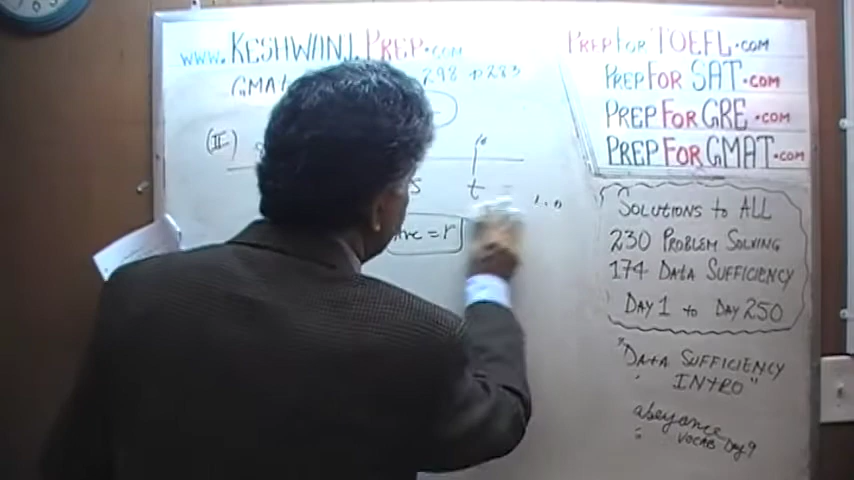 www.KESHWANI.PREP.com
GMAT 298 283
(II)
S
t
= r
PREPFOR TOEFL.com
PREPFOR SAT.com
PREPFOR GRE.com
PREPFOR GMAT.com
SOLUTIONS to ALL
230 PROBLEM SOLVING
174 DATA SUFFICIENCY
DAY 1 to DAY 250
"DATA SUFFICIENCY
INTRO"
abeyance
VOCAB Day 9